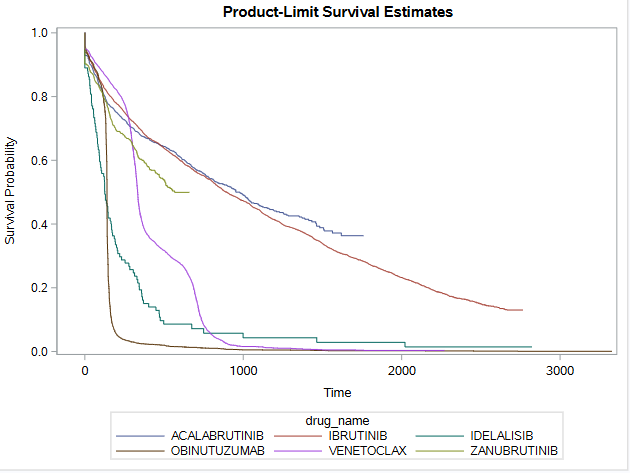 Product-Limit Survival Estimates
1.0
0.8
0.6
0.4
0.2
0.0
Survival Probability
0 1000 2000 3000
Time
drug_name
ACALABRUTINIB IBRUTINIB IDELALISIB
OBINUTUZUMAB VENETOCLAX ZANUBRUTINIB